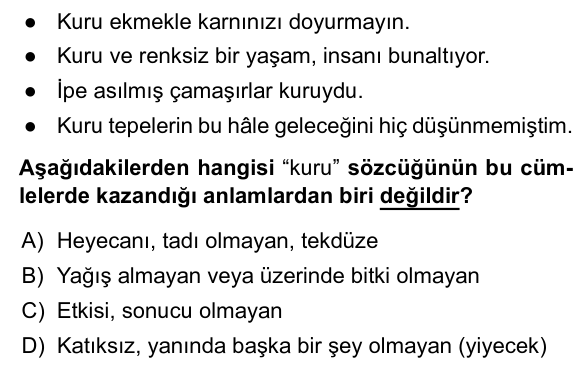 ● Kuru ekmekle karnınızı doyurmayın.
● Kuru ve renksiz bir yaşam, insanı bunaltıyor.
● İpe asılmış çamaşırlar kuruydu.
● Kuru tepelerin bu hâle geleceğini hiç düşünmemiştim.
Aşağıdakilerden hangisi “kuru” sözcüğünün bu cüm-
lelerde kazandığı anlamlardan biri değildir?
A) Heyecanı, tadı olmayan, tekdüze
B) Yağış almayan veya üzerinde bitki olmayan
C) Etkisi, sonucu olmayan
D) Katıksız, yanında başka bir şey olmayan (yiyecek)